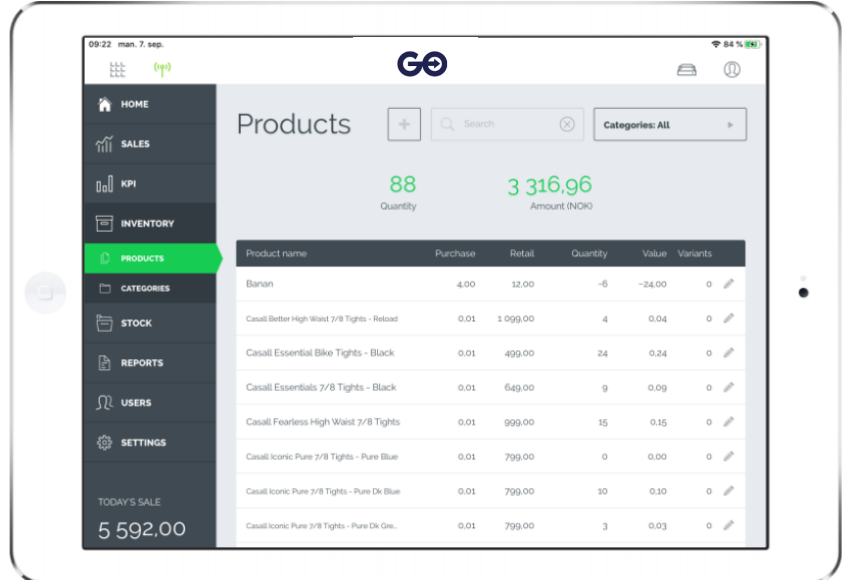 09:22 man. 7. sep.
84 %
GO
HOME
SALES
KPI
INVENTORY
PRODUCTS
CATEGORIES
STOCK
REPORTS
USERS
SETTINGS
TODAY'S SALE
5 592,00
Products
+
Search
Categories: All
88
Quantity
3 316,96
Amount (NOK)
Product name Purchase Retail Quantity Value Variants
Banan 4,00 12,00 -6 -24,00 0
Casall Better High Waist 7/8 Tights - Reload 0,01 1 099,00 4 0,04 0
Casall Essential Bike Tights - Black 0,01 499,00 24 0,24 0
Casall Essentials 7/8 Tights - Black 0,01 649,00 9 0,09 0
Casall Fearless High Waist 7/8 Tights 0,01 999,00 15 0,15 0
Casall Iconic Pure 7/8 Tights - Pure Blue 0,01 799,00 0 0,00 0
Casall Iconic Pure 7/8 Tights - Pure Dk Blue 0,01 799,00 10 0,10 0
Casall Iconic Pure 7/8 Tights - Pure Dk Gre... 0,01 799,00 3 0,03 0